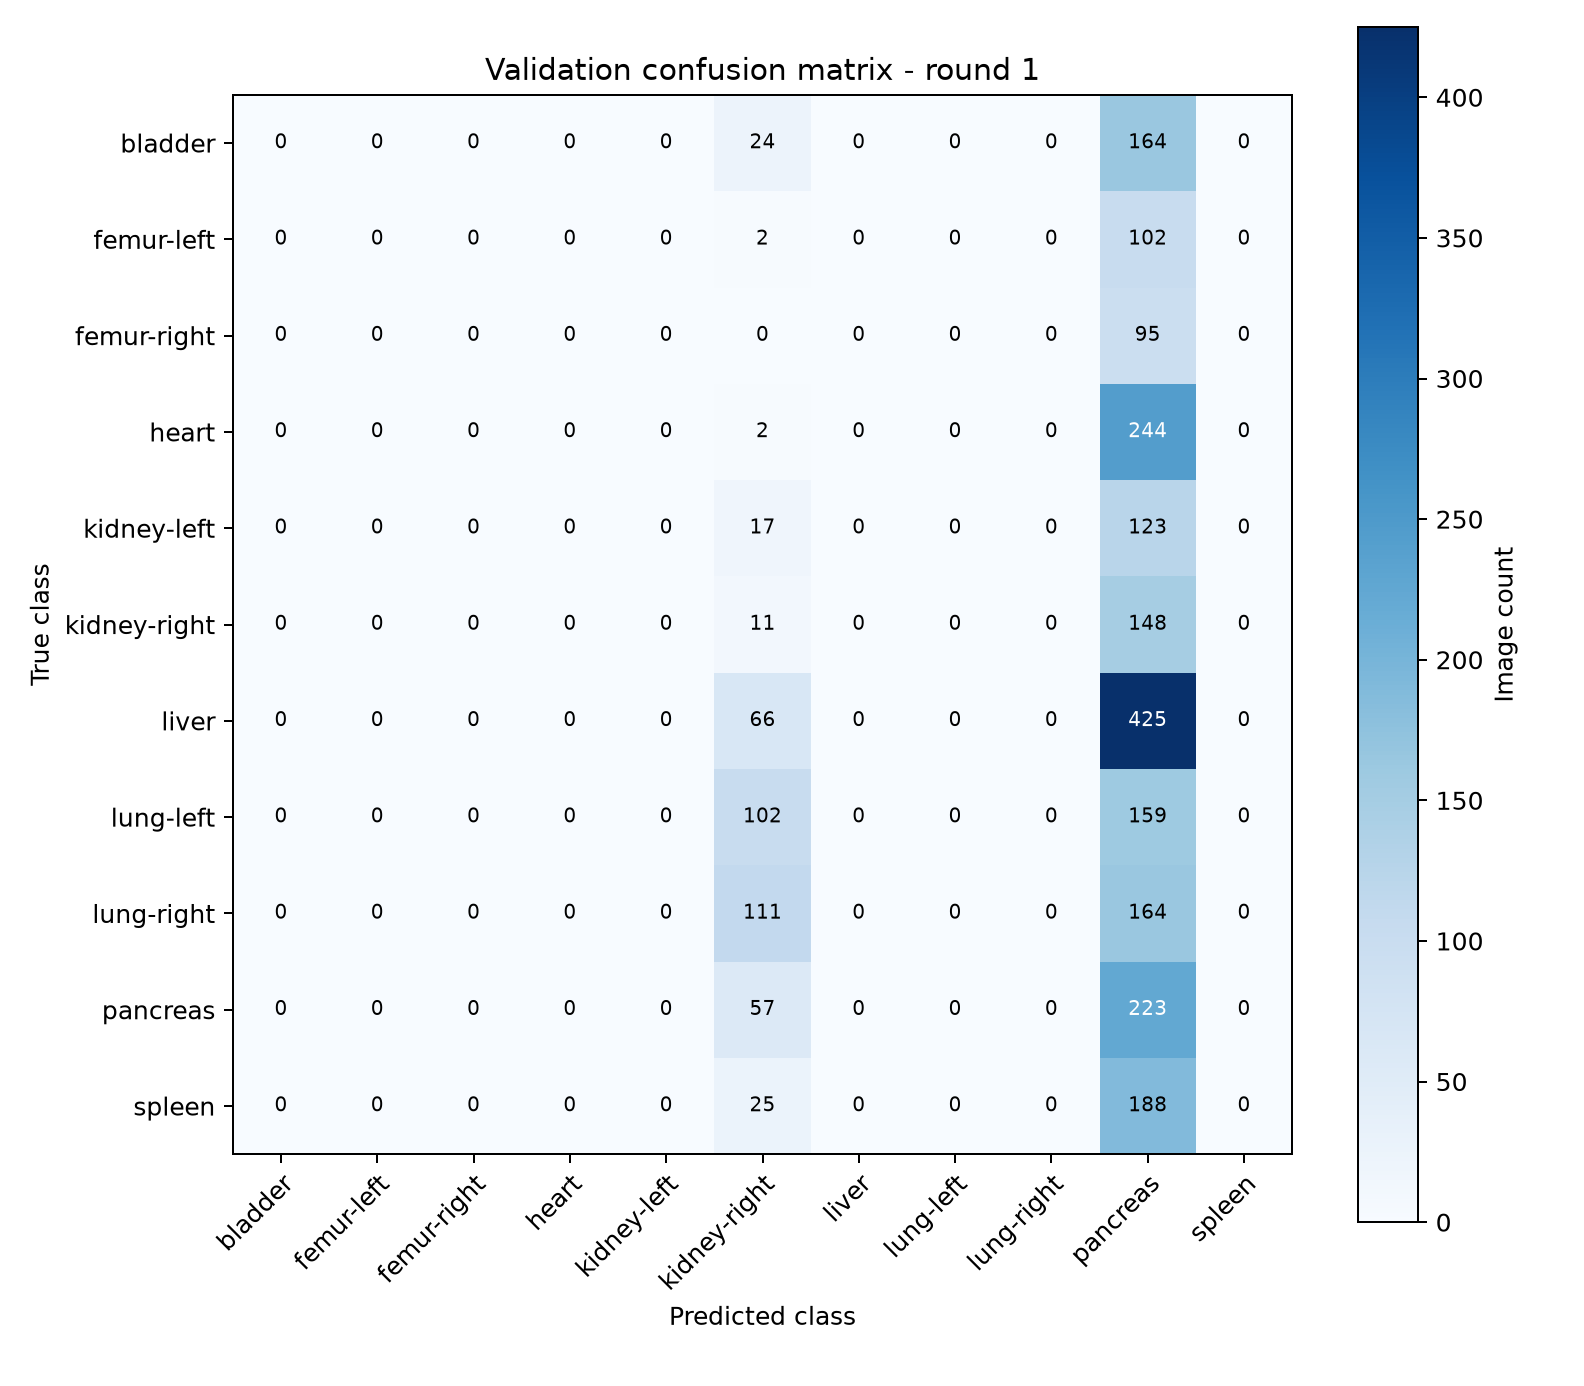 Validation confusion matrix - round 1
bladder 0 0 0 0 0 24 0 0 0 164 0
femur-left 0 0 0 0 0 2 0 0 0 102 0
femur-right 0 0 0 0 0 0 0 0 0 95 0
heart 0 0 0 0 0 2 0 0 0 244 0
kidney-left 0 0 0 0 0 17 0 0 0 123 0
kidney-right 0 0 0 0 0 11 0 0 0 148 0
liver 0 0 0 0 0 66 0 0 0 425 0
lung-left 0 0 0 0 0 102 0 0 0 159 0
lung-right 0 0 0 0 0 111 0 0 0 164 0
pancreas 0 0 0 0 0 57 0 0 0 223 0
spleen 0 0 0 0 0 25 0 0 0 188 0
True class
bladder femur-left femur-right heart kidney-left kidney-right liver lung-left lung-right pancreas spleen
Predicted class
400
350
300
250
200
150
100
50
0
Image count